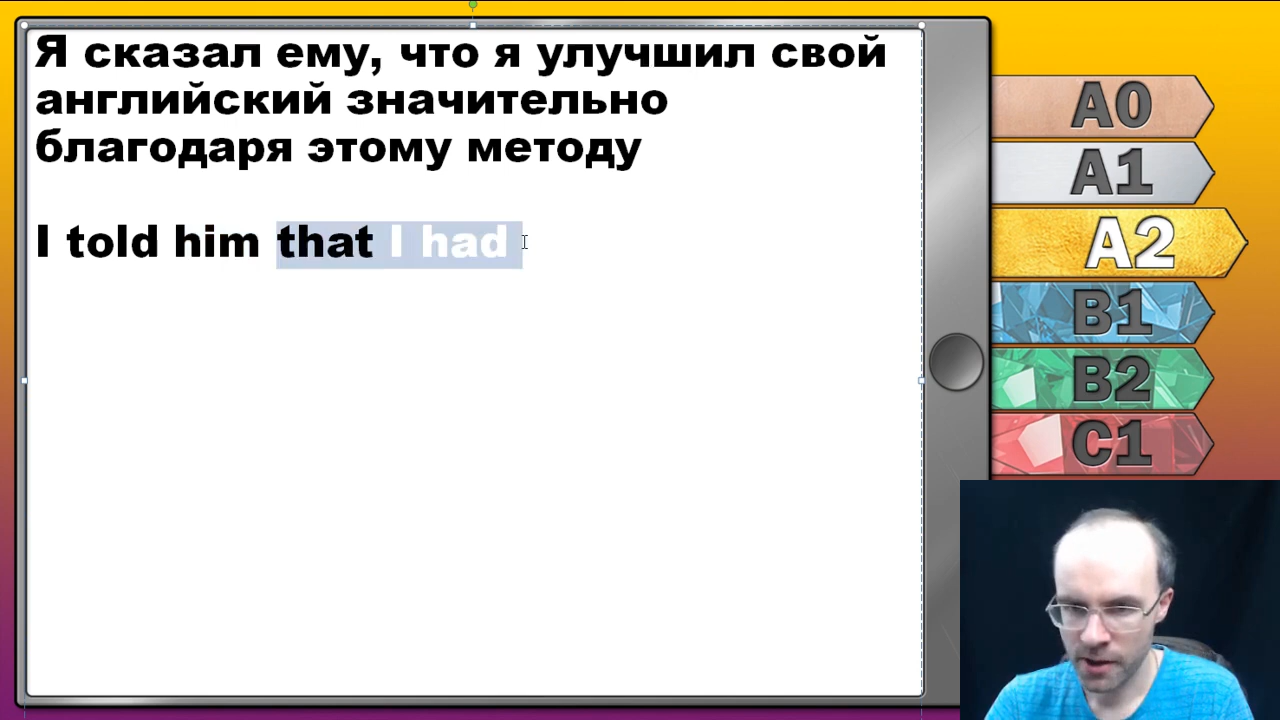 Я сказал ему, что я улучшил свой
английский значительно
благодаря этому методу
I told him that I had
A0
A1
A2
B1
B2
C1